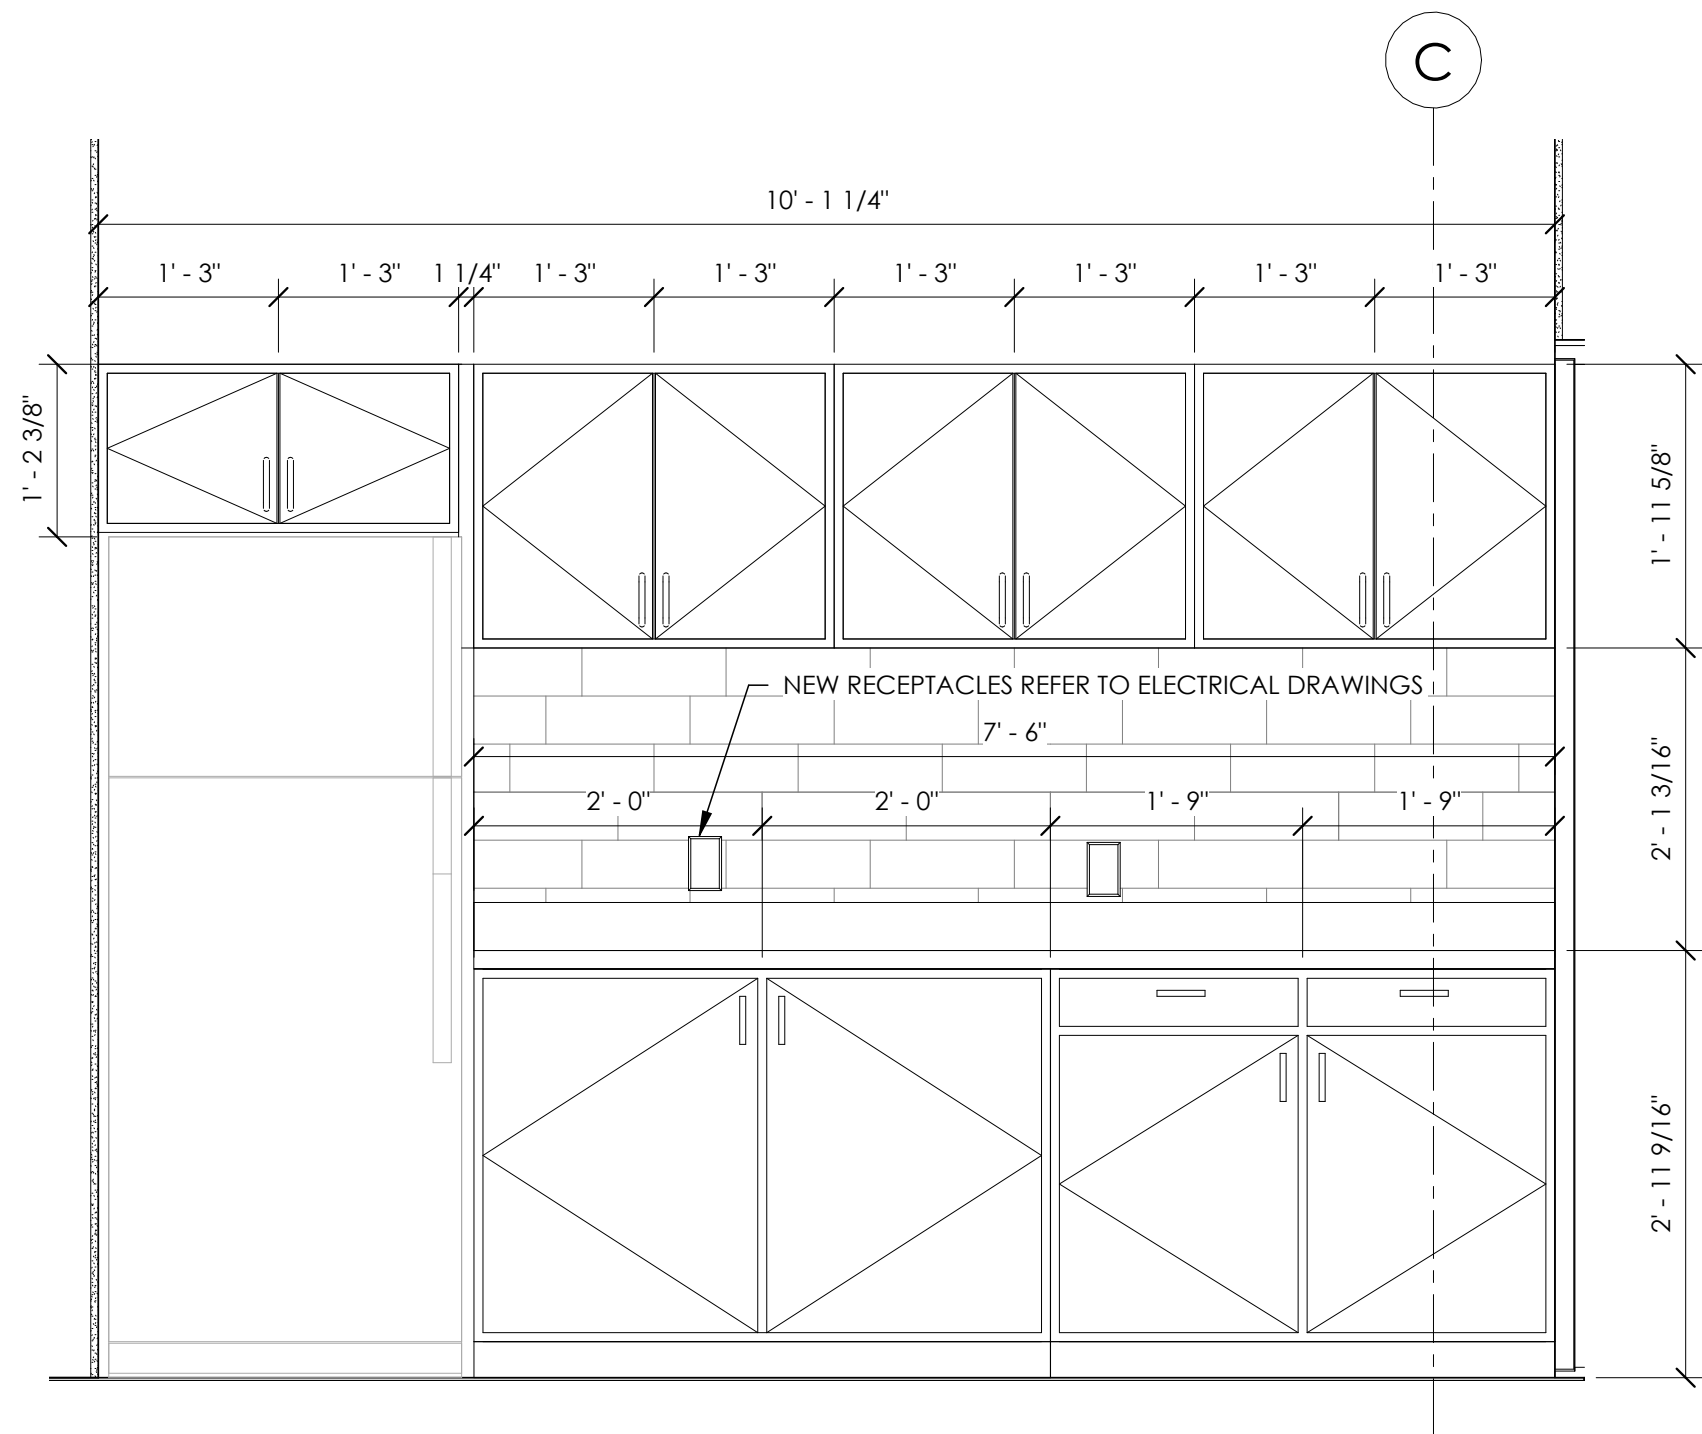 C
10' - 1 1/4"
1' - 3" 1' - 3" 1 1/4" 1' - 3" 1' - 3" 1' - 3" 1' - 3" 1' - 3" 1' - 3"
1' - 2 3/8"
1' - 11 5/8"
NEW RECEPTACLES REFER TO ELECTRICAL DRAWINGS
7' - 6"
2' - 0" 2' - 0" 1' - 9" 1' - 9"
2' - 1 3/16"
2' - 11 9/16"